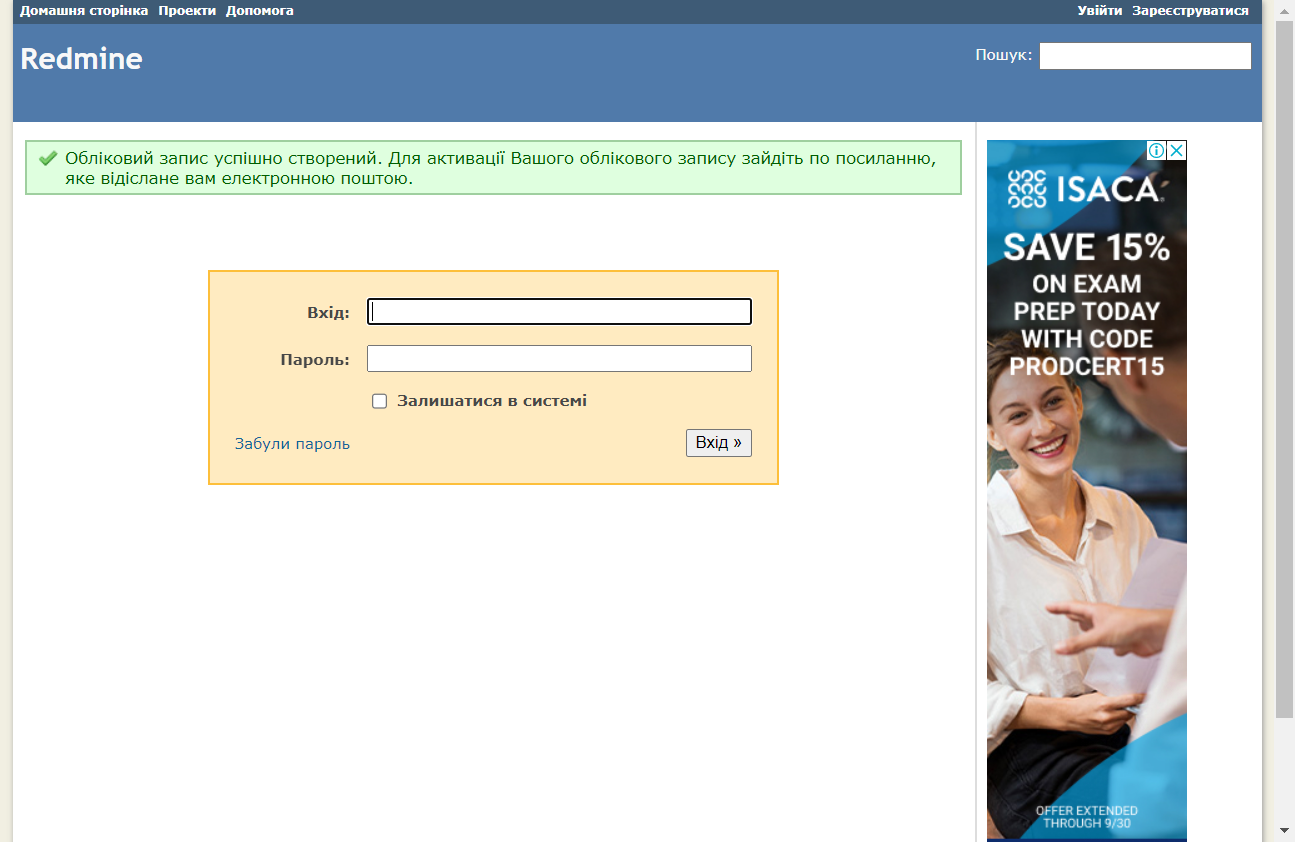 Домашня сторінка Проекти Допомога
Увійти Зареєструватися
Redmine
Пошук:
Обліковий запис успішно створений. Для активації Вашого облікового запису зайдіть по посиланню,
яке відіслане вам електронною поштою.
Вхід:
Пароль:
Залишатися в системі
Забули пароль
Вхід »
ISACA®
SAVE 15%
ON EXAM
PREP TODAY
WITH CODE
PRODCERT15
OFFER EXTENDED
THROUGH 9/30